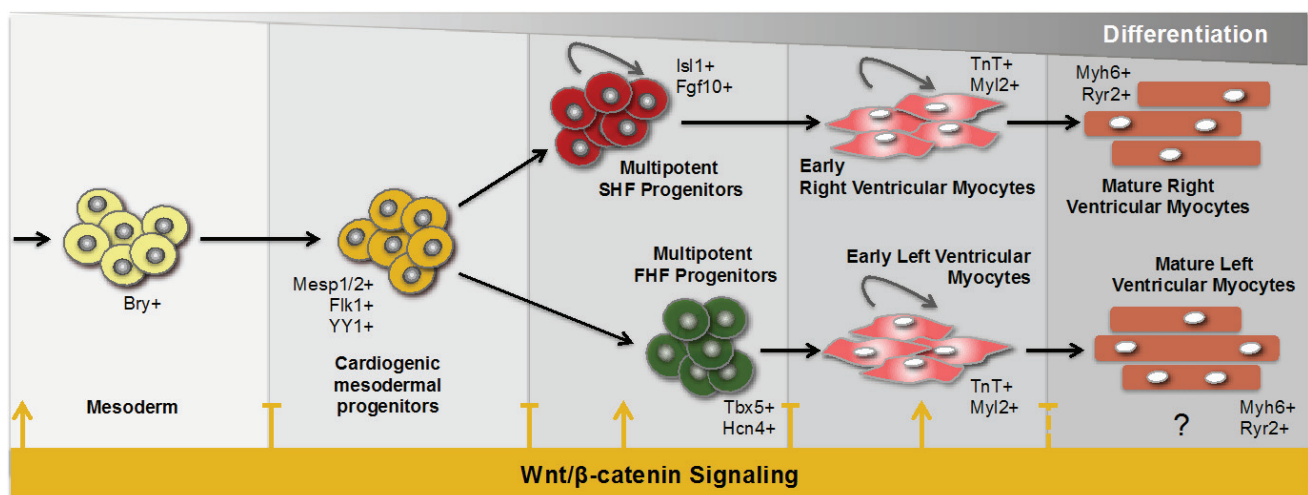 Differentiation
Bry+
Mesoderm
Mesp1/2+
Flk1+
YY1+
Cardiogenic
mesodermal
progenitors
Isl1+
Fgf10+
Multipotent
SHF Progenitors
Multipotent
FHF Progenitors
Tbx5+
Hcn4+
TnT+
Myl2+
Early
Right Ventricular Myocytes
Early Left Ventricular
Myocytes
TnT+
Myl2+
Myh6+
Ryr2+
Mature Right
Ventricular Myocytes
Mature Left
Ventricular Myocytes
?
Myh6+
Ryr2+
Wnt/β-catenin Signaling